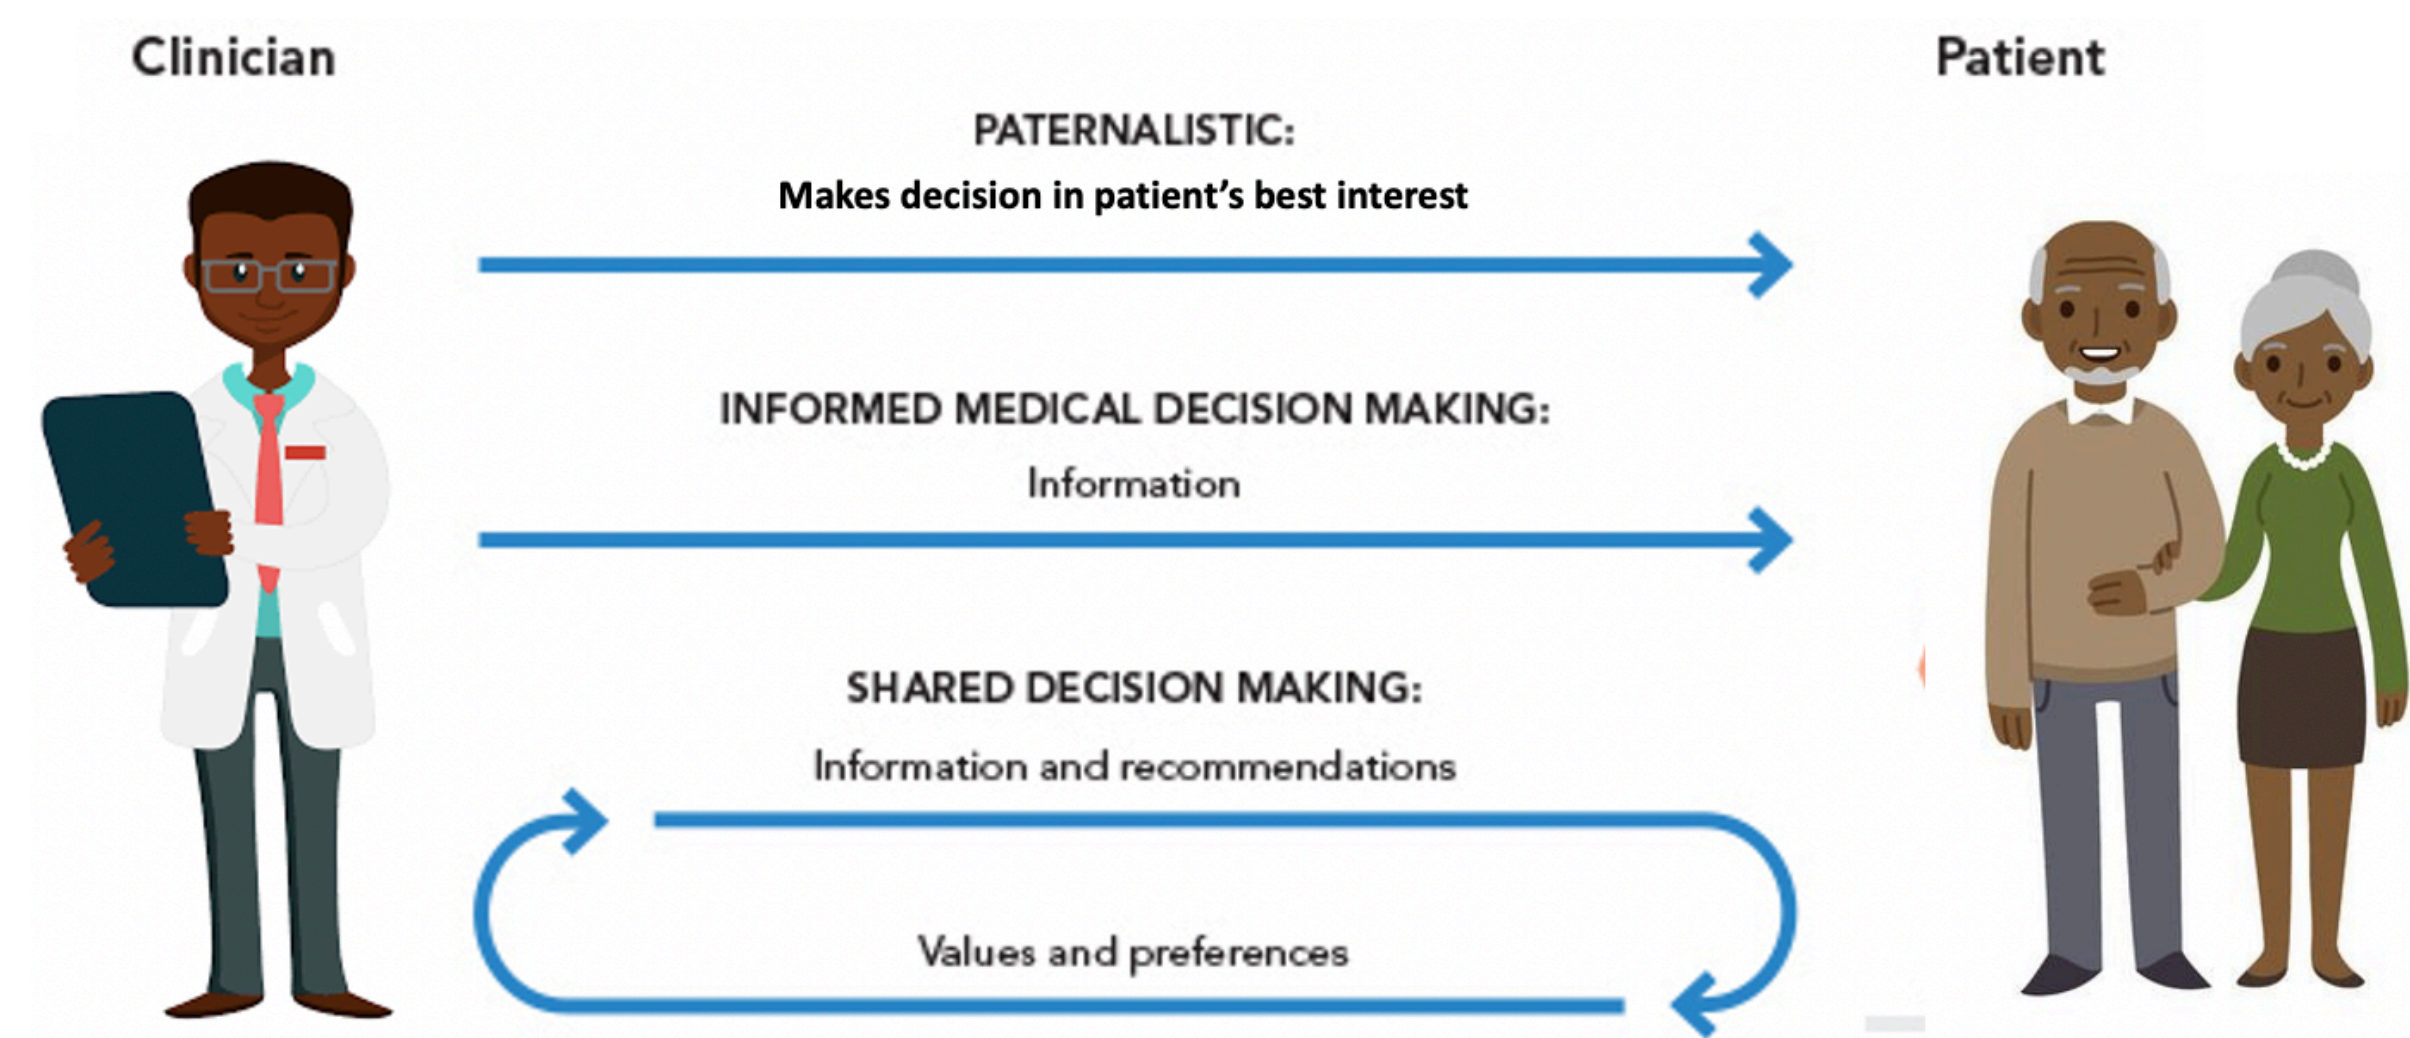 Clinician
Patient
PATERNALISTIC:
Makes decision in patient’s best interest
INFORMED MEDICAL DECISION MAKING:
Information
SHARED DECISION MAKING:
Information and recommendations
Values and preferences